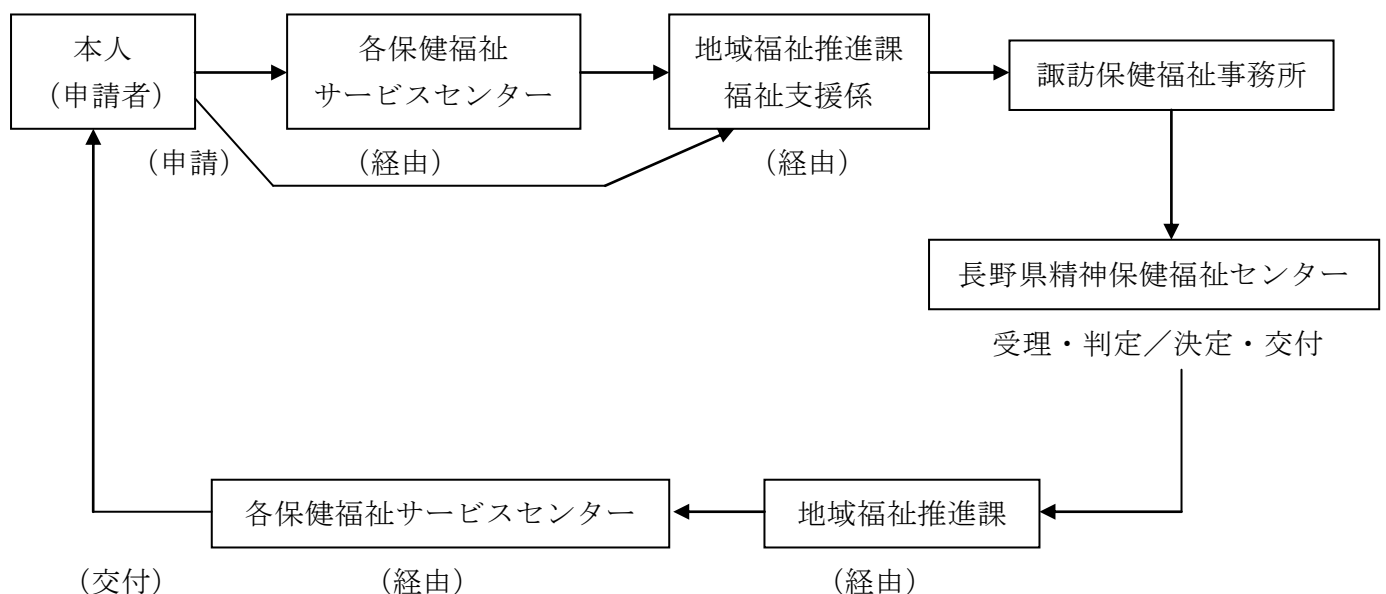 本人
（申請者）
各保健福祉
サービスセンター
地域福祉推進課
福祉支援係
諏訪保健福祉事務所
（申請）
（経由）
（経由）
長野県精神保健福祉センター
受理・判定／決定・交付
各保健福祉サービスセンター
地域福祉推進課
（交付）
（経由）
（経由）